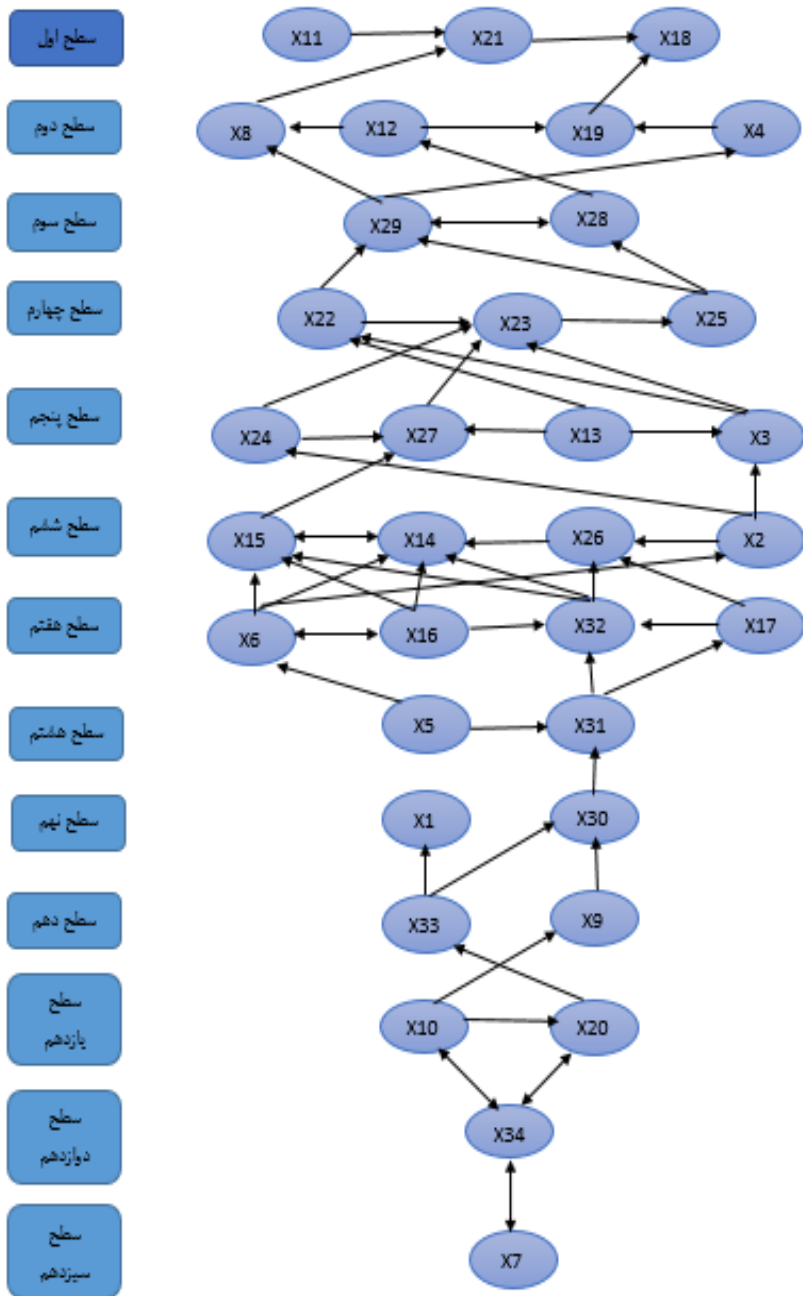 سطح اول
X11
X21
X18
سطح دوم
X8
X12
X19
X4
سطح سوم
X29
X28
سطح چهارم
X22
X23
X25
سطح پنجم
X24
X27
X13
X3
سطح ششم
X15
X14
X26
X2
سطح هفتم
X6
X16
X32
X17
سطح هشتم
X5
X31
سطح نهم
X1
X30
سطح دهم
X33
X9
سطح
یازدهم
X10
X20
سطح
دوازدهم
X34
سطح
سیزدهم
X7